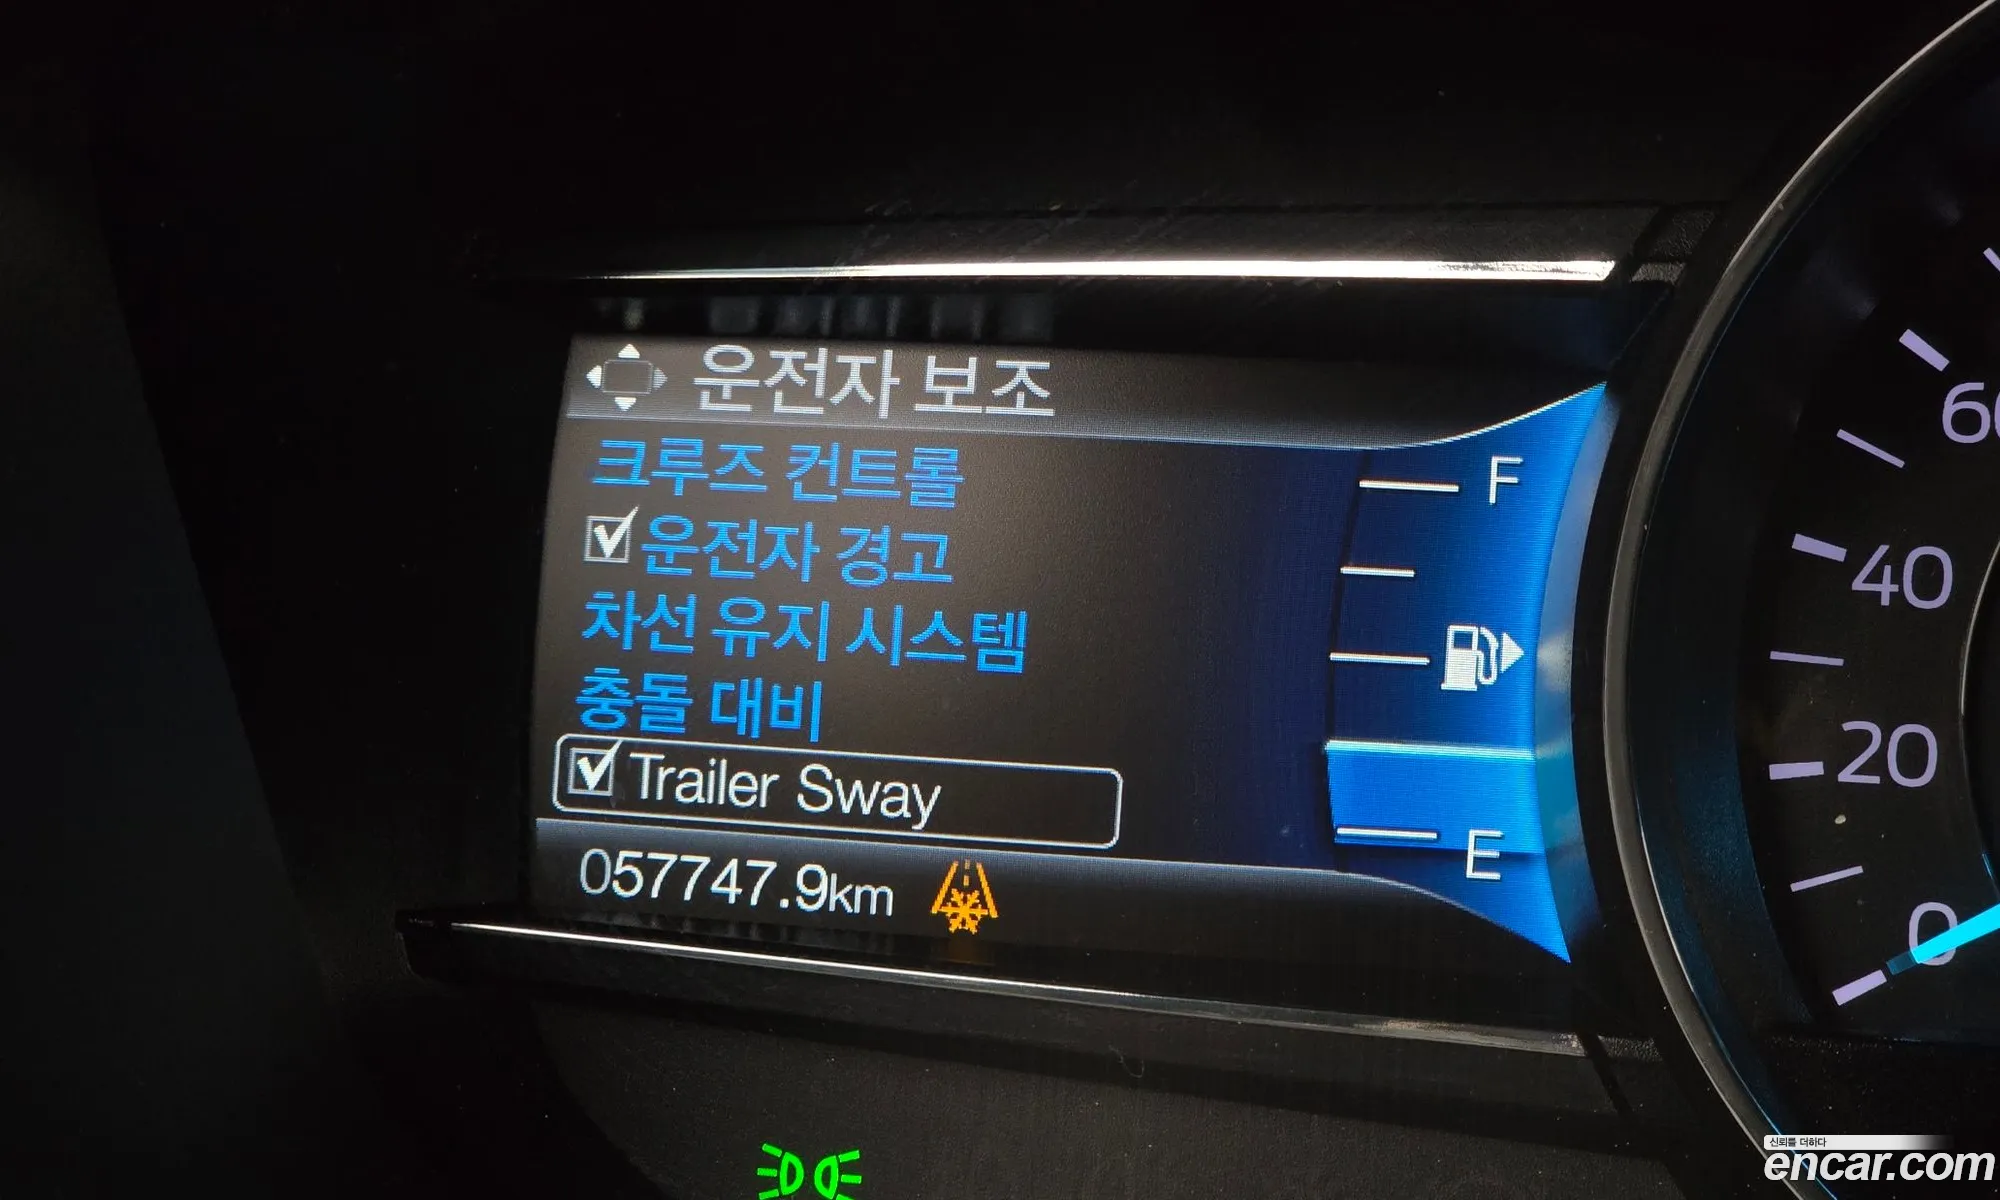 운전자 보조
크루즈 컨트롤
운전자 경고
차선 유지 시스템
충돌 대비
Trailer Sway
057747.9km
F
E
60
40
20
0
신뢰를 더하다
encar.com